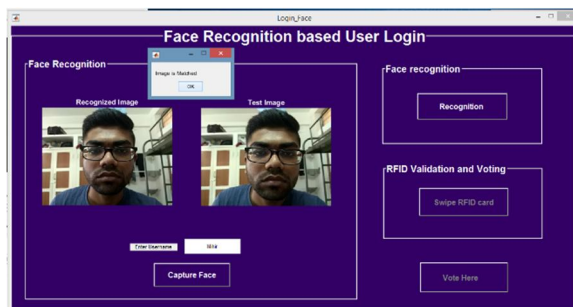 Login_Face
Face Recognition based User Login
Face Recognition
Image is Matched
OK
Recognized Image
Test Image
Enter Username
Capture Face
Face recognition
Recognition
RFID Validation and Voting
Swipe RFID card
Vote Here